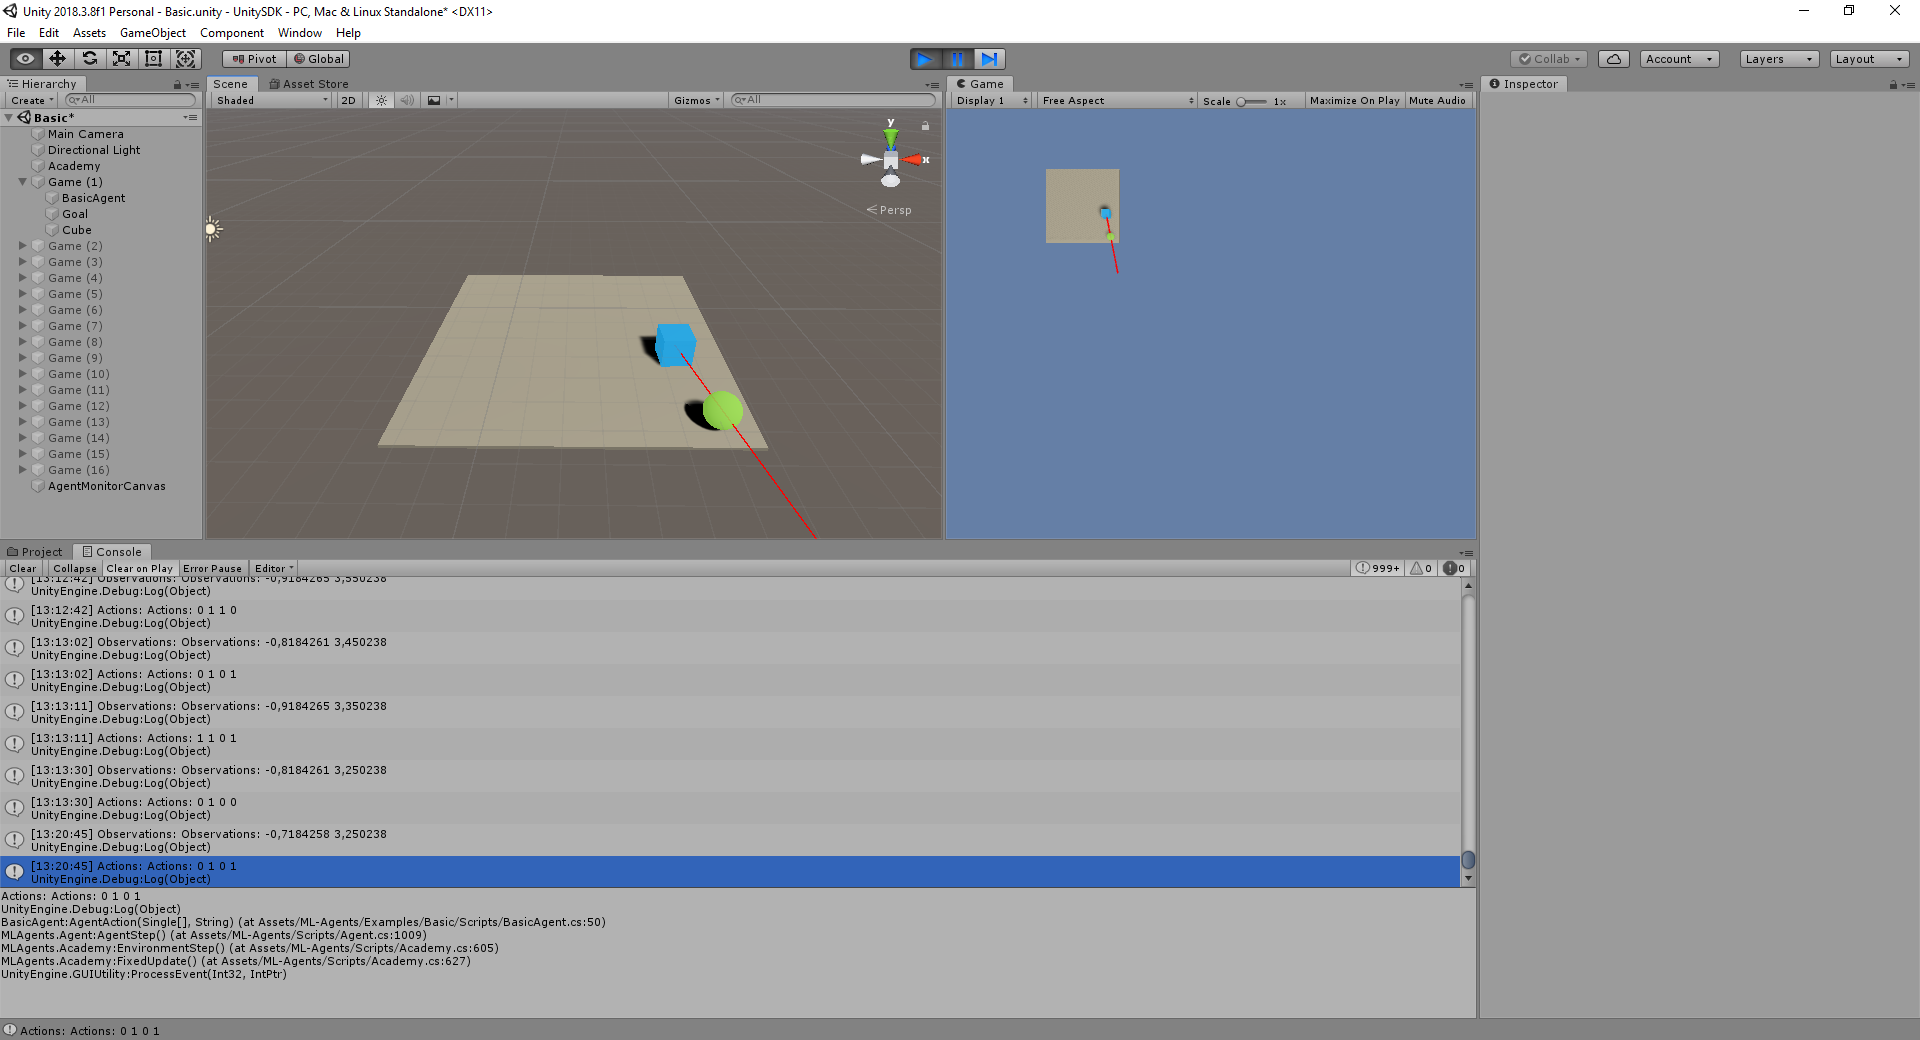 Unity 2018.3.8f1 Personal - Basic.unity - UnitySDK - PC, Mac & Linux Standalone* <DX11>
File Edit Assets GameObject Component Window Help
Pivot Global Collab Account Layers Layout
Hierarchy
Create All
Basic*
Main Camera
Directional Light
Academy
Game (1)
BasicAgent
Goal
Cube
Game (2)
Game (3)
Game (4)
Game (5)
Game (6)
Game (7)
Game (8)
Game (9)
Game (10)
Game (11)
Game (12)
Game (13)
Game (14)
Game (15)
Game (16)
AgentMonitorCanvas
Scene Asset Store
Shaded 2D Gizmos All
y
x
Persp
Game
Display 1 Free Aspect Scale 1x Maximize On Play Mute Audio
Inspector
Project Console
Clear Collapse Clear on Play Error Pause Editor 999+ 0 0
[13:12:42] Observations: Observations: -0,9184265 3,550238
UnityEngine.Debug:Log(Object)
[13:12:42] Actions: Actions: 0 1 1 0
UnityEngine.Debug:Log(Object)
[13:13:02] Observations: Observations: -0,8184261 3,450238
UnityEngine.Debug:Log(Object)
[13:13:02] Actions: Actions: 0 1 0 1
UnityEngine.Debug:Log(Object)
[13:13:11] Observations: Observations: -0,9184265 3,350238
UnityEngine.Debug:Log(Object)
[13:13:11] Actions: Actions: 1 1 0 1
UnityEngine.Debug:Log(Object)
[13:13:30] Observations: Observations: -0,8184261 3,250238
UnityEngine.Debug:Log(Object)
[13:13:30] Actions: Actions: 0 1 0 0
UnityEngine.Debug:Log(Object)
[13:20:45] Observations: Observations: -0,7184258 3,250238
UnityEngine.Debug:Log(Object)
[13:20:45] Actions: Actions: 0 1 0 1
UnityEngine.Debug:Log(Object)
Actions: Actions: 0 1 0 1
UnityEngine.Debug:Log(Object)
BasicAgent:AgentAction(Single[], String) (at Assets/ML-Agents/Examples/Basic/Scripts/BasicAgent.cs:50)
MLAgents.Agent:AgentStep() (at Assets/ML-Agents/Scripts/Agent.cs:1009)
MLAgents.Academy:EnvironmentStep() (at Assets/ML-Agents/Scripts/Academy.cs:605)
MLAgents.Academy:FixedUpdate() (at Assets/ML-Agents/Scripts/Academy.cs:627)
UnityEngine.GUIUtility:ProcessEvent(Int32, IntPtr)
Actions: Actions: 0 1 0 1